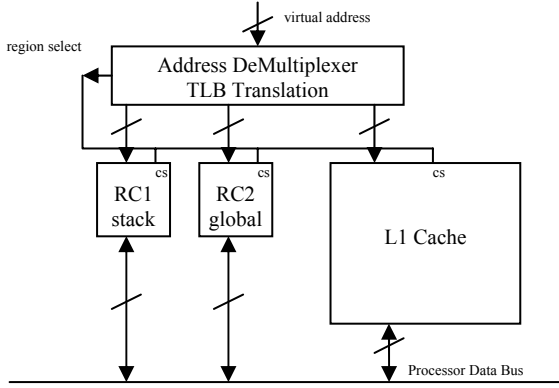 virtual address
region select
Address DeMultiplexer
TLB Translation
cs
cs
cs
RC1
stack
RC2
global
L1 Cache
Processor Data Bus